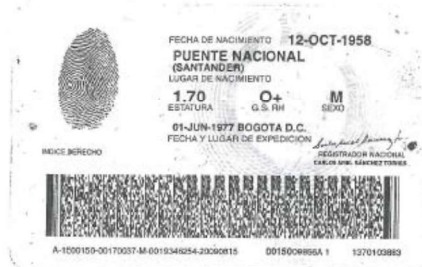 FECHA DE NACIMIENTO 12-OCT-1958
PUENTE NACIONAL
(SANTANDER)
LUGAR DE NACIMIENTO
1.70 O+ M
ESTATURA G.S. RH SEXO
01-JUN-1977 BOGOTA D.C.
FECHA Y LUGAR DE EXPEDICION
INDICE DERECHO
REGISTRADOR NACIONAL
CARLOS ARIEL SÁNCHEZ TORRES
A-1500150-00170037-M-0019346254-20090815 0015009896A 1 1370103883